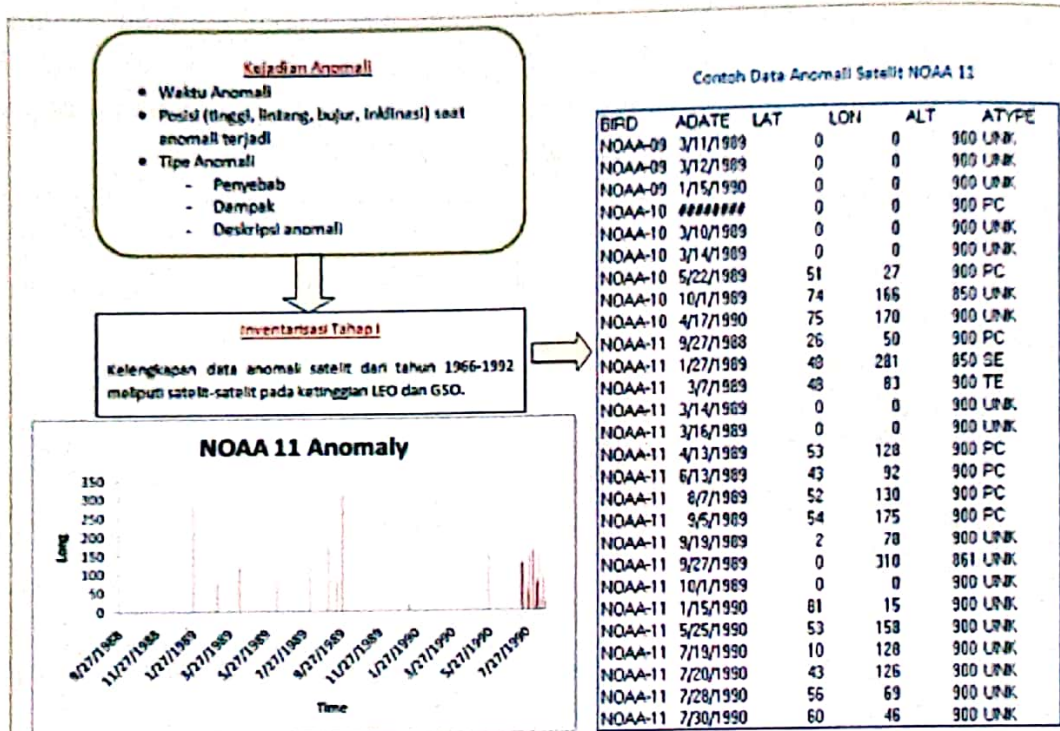 Kejadian Anomali
• Waktu Anomali
• Posisi (tinggi, lintang, bujur, inklinasi) saat
anomali terjadi
• Tipe Anomali
- Penyebab
- Dampak
- Deskripsi anomali
Inventarisasi Tahap I
Kelengkapan data anomali satelit dari tahun 1966-1992
meliputi satelit-satelit pada ketinggian LEO dan GSO.
NOAA 11 Anomaly
Long
350
300
250
200
150
100
50
0
9/27/1988
11/27/1988
1/27/1989
3/27/1989
5/27/1989
7/27/1989
9/27/1989
11/27/1989
1/27/1990
3/27/1990
5/27/1990
7/27/1990
Time
Contoh Data Anomali Satelit NOAA 11
BIRD ADATE LAT LON ALT ATYPE
NOAA-09 3/11/1989 0 0 900 UNK
NOAA-09 3/12/1989 0 0 900 UNK
NOAA-09 1/15/1990 0 0 900 UNK
NOAA-10 ######## 0 0 900 PC
NOAA-10 3/10/1989 0 0 900 UNK
NOAA-10 3/14/1989 0 0 900 UNK
NOAA-10 5/22/1989 51 27 900 PC
NOAA-10 10/1/1989 74 166 850 UNK
NOAA-10 4/17/1990 75 170 900 UNK
NOAA-11 9/27/1988 26 50 900 PC
NOAA-11 1/27/1989 48 281 850 SE
NOAA-11 3/7/1989 43 83 900 TE
NOAA-11 3/14/1989 0 0 900 UNK
NOAA-11 3/16/1989 0 0 900 UNK
NOAA-11 4/13/1989 53 128 900 PC
NOAA-11 6/13/1989 43 92 900 PC
NOAA-11 8/7/1989 52 130 900 PC
NOAA-11 9/5/1989 54 175 900 PC
NOAA-11 9/19/1989 2 78 900 UNK
NOAA-11 9/27/1989 0 310 861 UNK
NOAA-11 10/1/1989 0 0 900 UNK
NOAA-11 1/15/1990 81 15 900 UNK
NOAA-11 5/25/1990 53 158 900 UNK
NOAA-11 7/19/1990 10 128 900 UNK
NOAA-11 7/20/1990 43 126 900 UNK
NOAA-11 7/28/1990 56 69 900 UNK
NOAA-11 7/30/1990 60 46 900 UNK